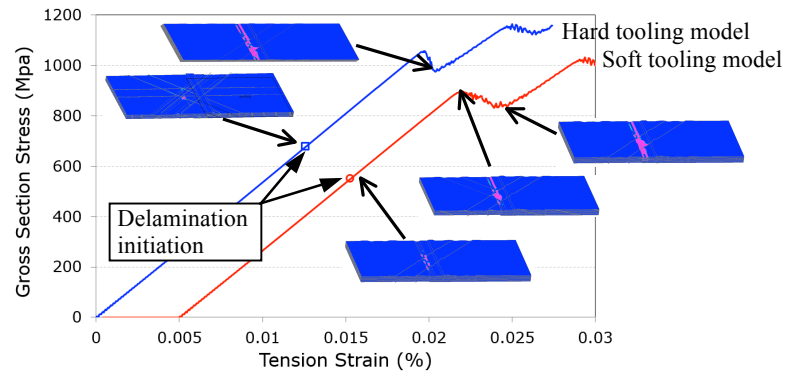 1200
1000
800
600
400
200
0
Gross Section Stress (Mpa)
0
0.005
0.01
0.015
0.02
0.025
0.03
Tension Strain (%)
Hard tooling model
Soft tooling model
Delamination
initiation